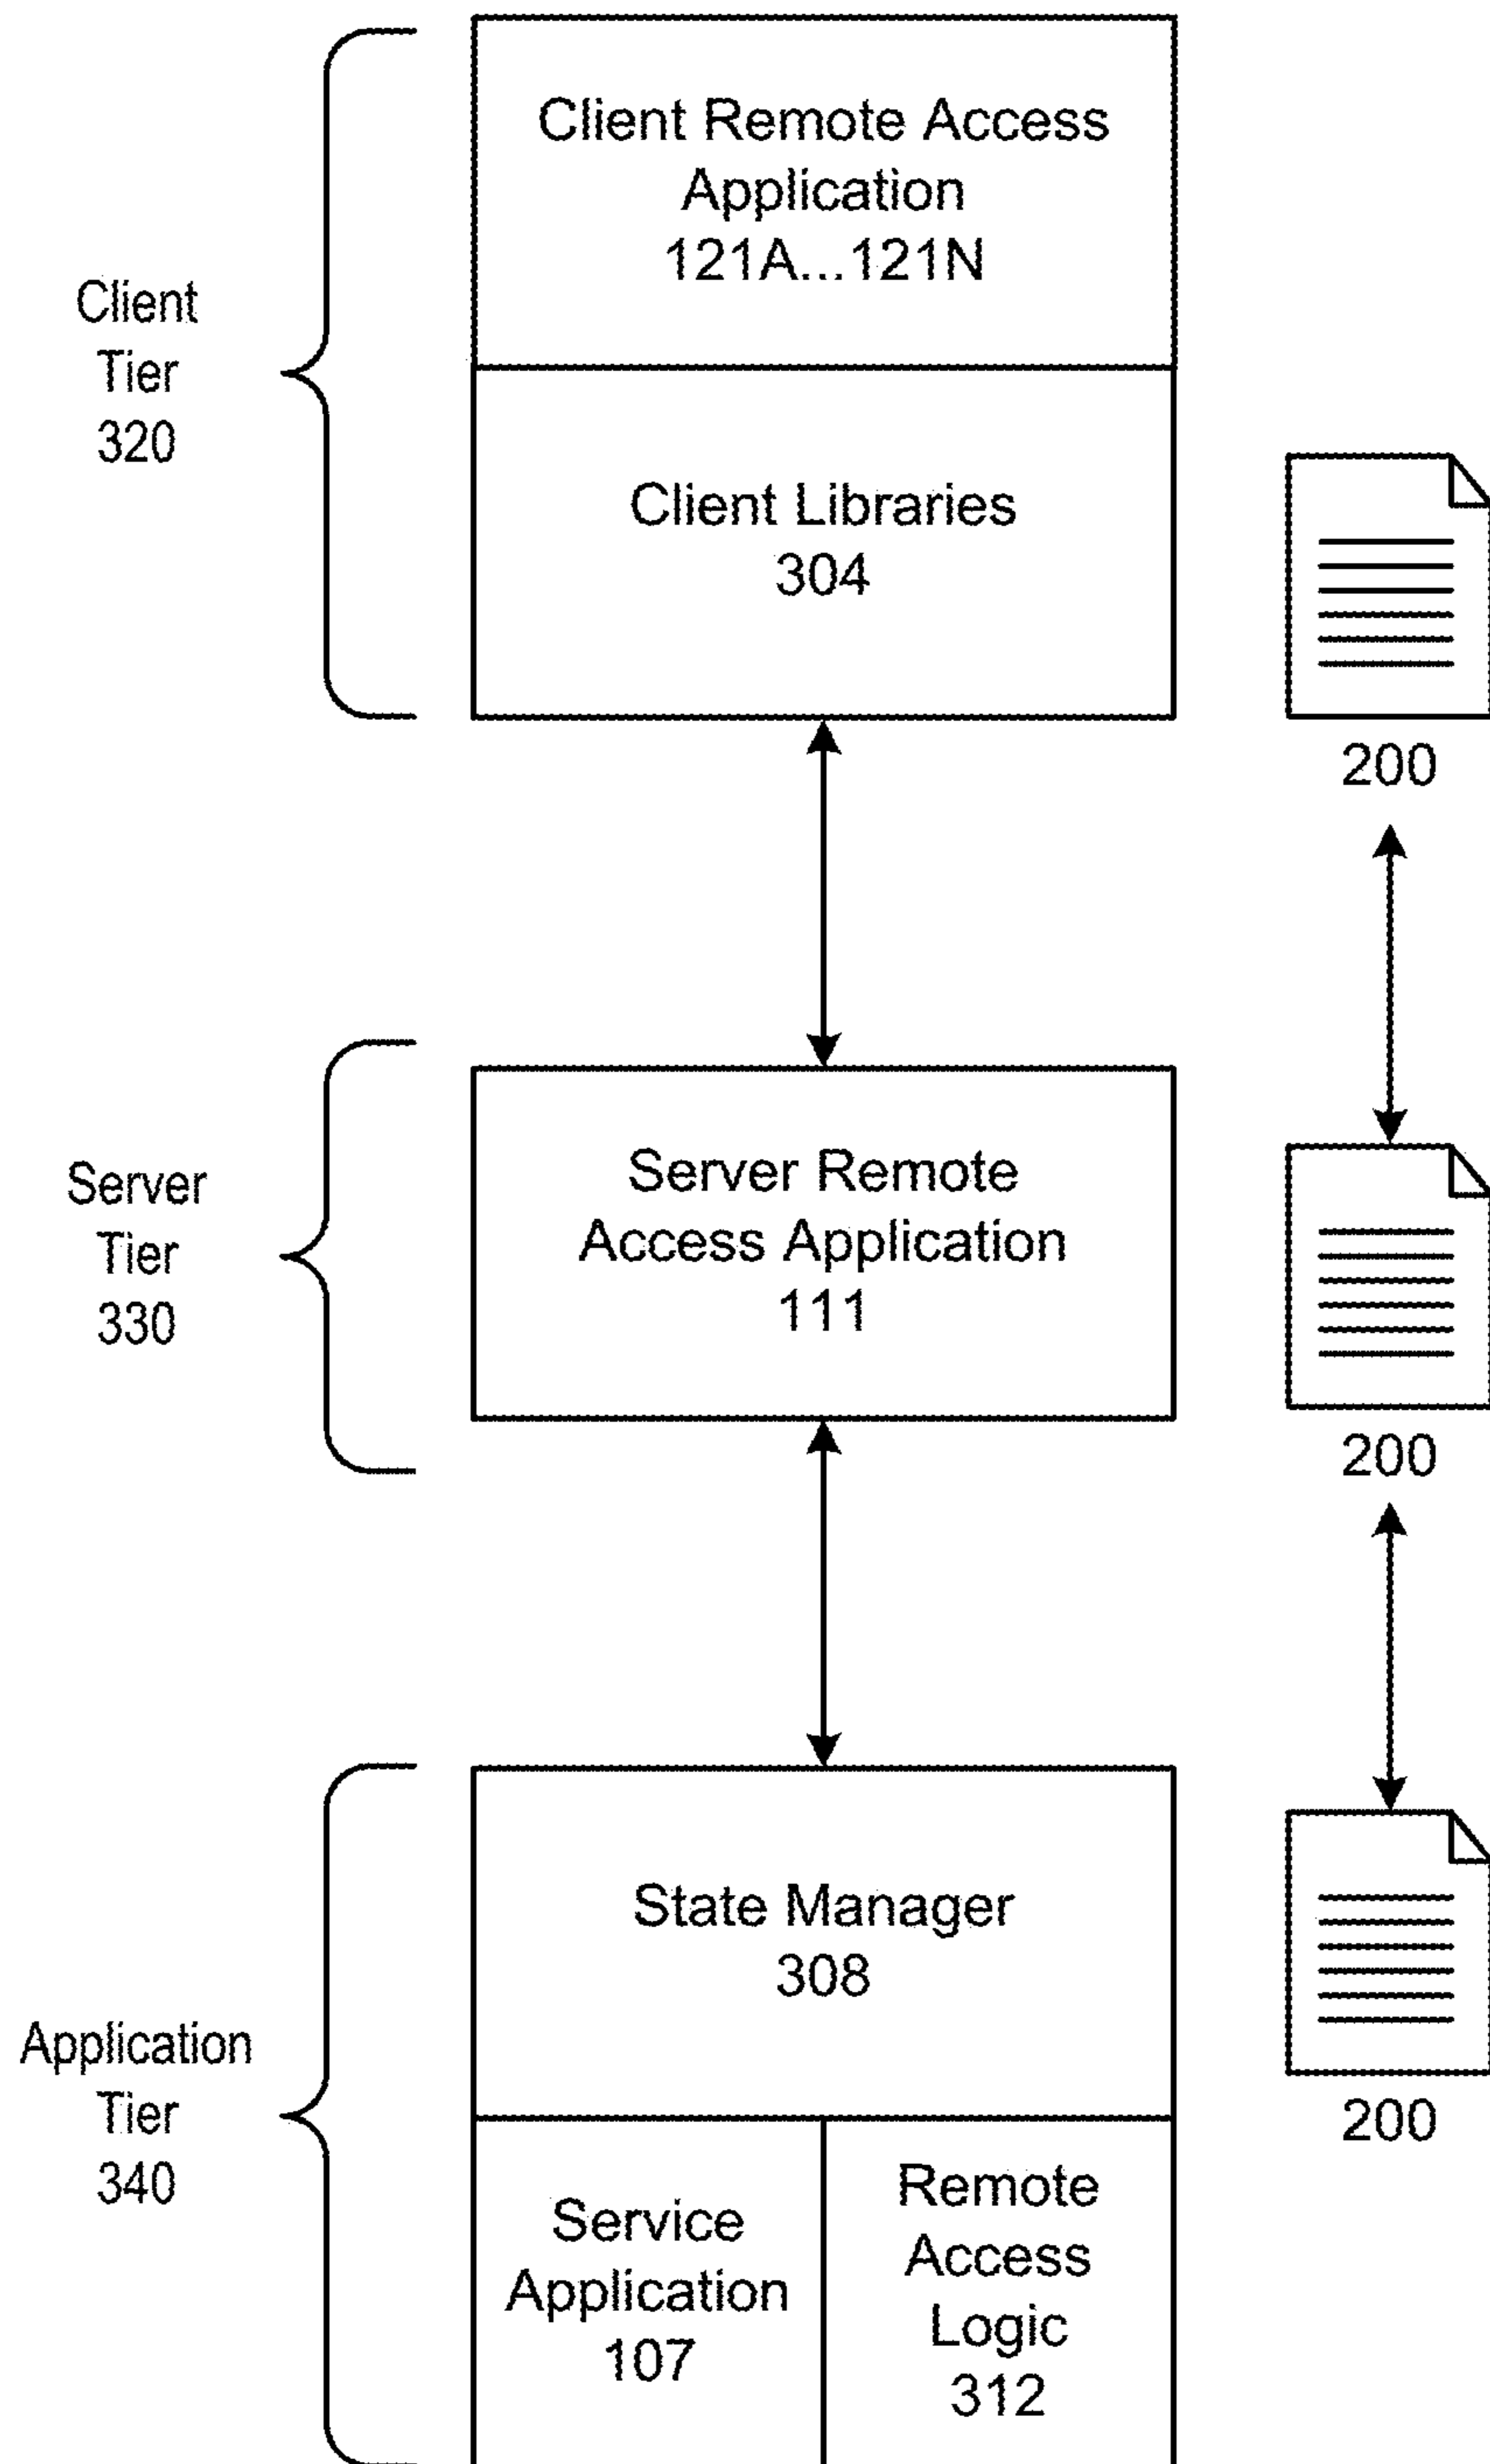 Client Remote Access
Application
121A...121N
Client
Tier
320
Client Libraries
304
200
Server
Tier
330
Server Remote
Access Application
111
200
State Manager
308
Application
Tier
340
200
Service
Application
107
Remote
Access
Logic
312